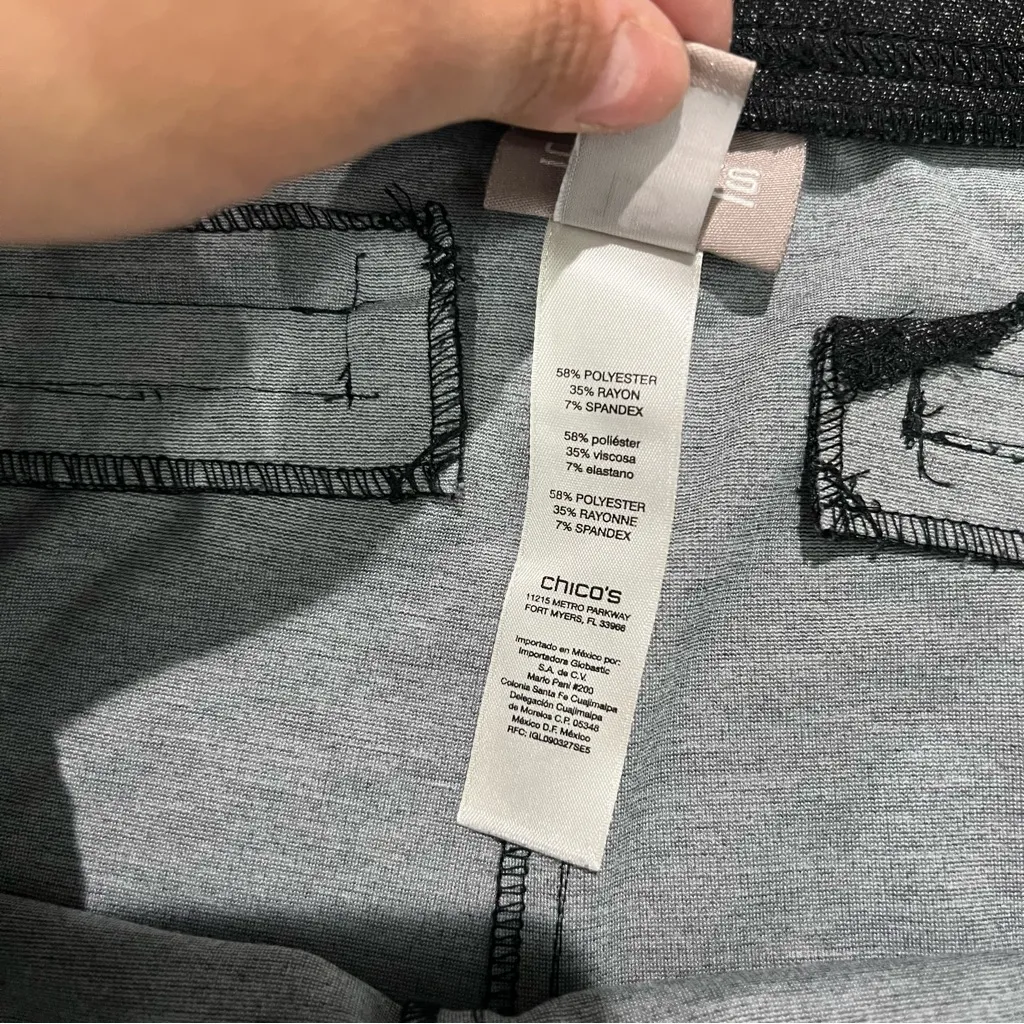 58% POLYESTER
35% RAYON
7% SPANDEX
58% poliéster
35% viscosa
7% elastano
58% POLYESTER
35% RAYONNE
7% SPANDEX
chico's
11215 METRO PARKWAY
FORT MYERS, FL 33966
Importado en México por:
Importadora Globastic
S.A. de C.V.
Mario Pani #200
Colonia Santa Fe Cuajimalpa
Delegación Cuajimalpa
de Morelos C.P. 05348
México D.F. México
RFC: IGL090327SE5